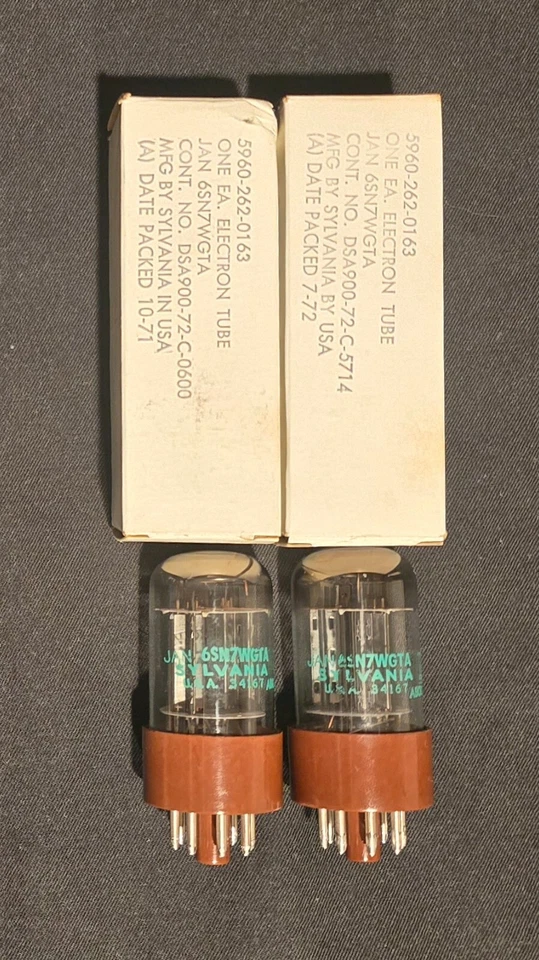 5960-262-0163
ONE EA. ELECTRON TUBE
JAN 6SN7WGTA
CONT. NO. DSA900-72-C-0600
MFG BY SYLVANIA IN USA
(A) DATE PACKED 10-71
5960-262-0163
ONE EA. ELECTRON TUBE
JAN 6SN7WGTA
CONT. NO. DSA900-72-C-5714
MFG BY SYLVANIA BY USA
(A) DATE PACKED 7-72
JAN 6SN7WGTA
SYLVANIA
U.S.A. 34167
JAN 6SN7WGTA
SYLVANIA
U.S.A. 34167